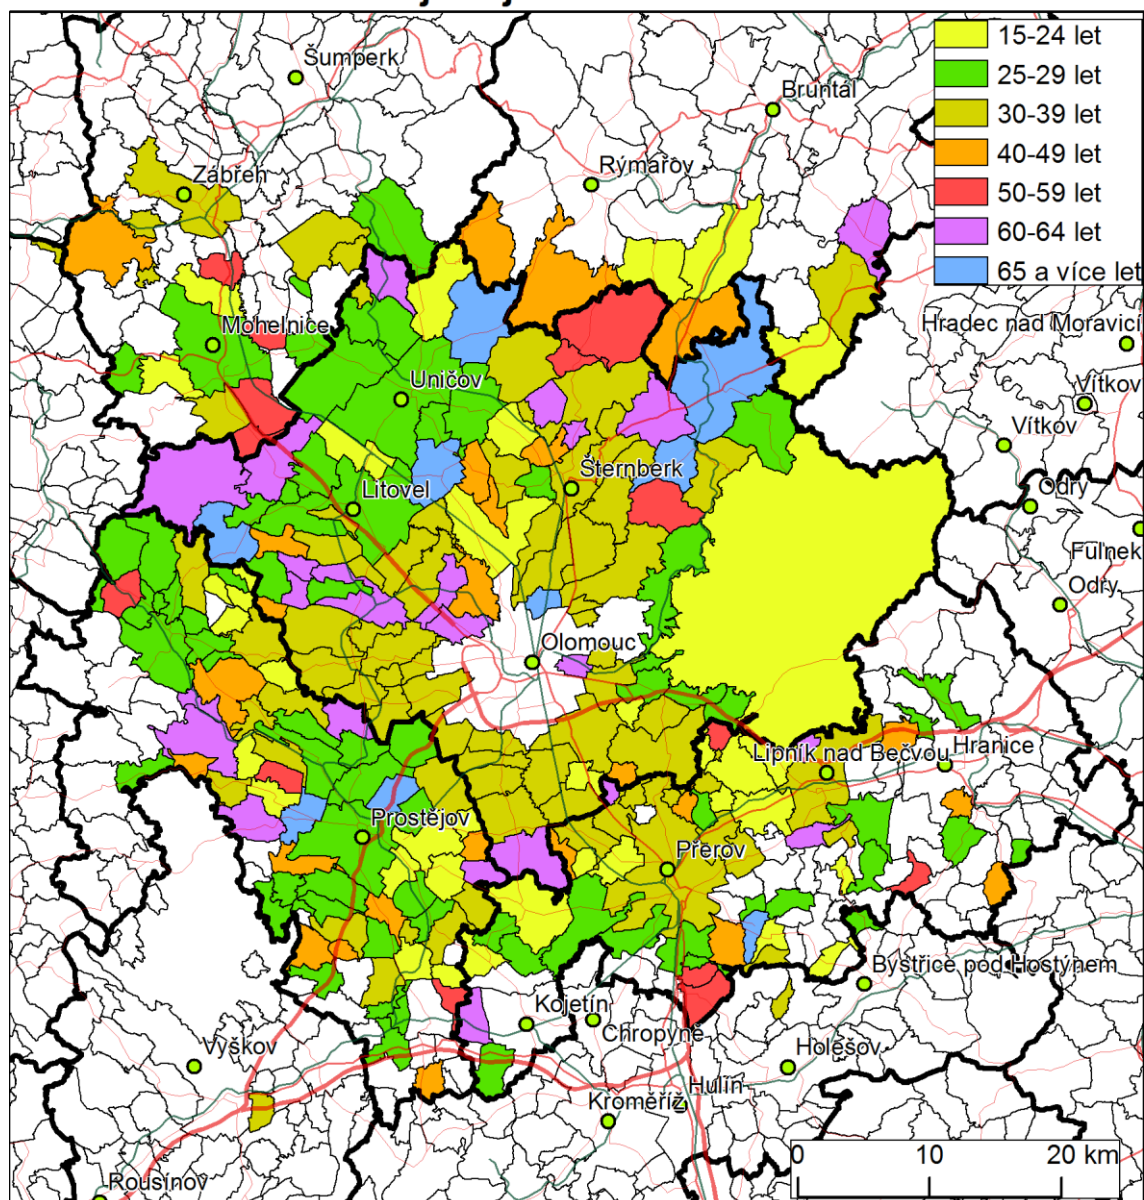 15-24 let
25-29 let
30-39 let
40-49 let
50-59 let
60-64 let
65 a více let
Šumperk
Bruntál
Rýmařov
Zábřeh
Mohelnice
Hradec nad Moravicí
Uničov
Vítkov
Vítkov
Šternberk
Litovel
Odry
Fulnek
Odry
Olomouc
Lipník nad Bečvou
Hranice
Prostějov
Přerov
Bystřice pod Hostýnem
Kojetín
Chropyně
Vyškov
Holešov
Hulín
Kroměříž
0 10 20 km
Rousínov